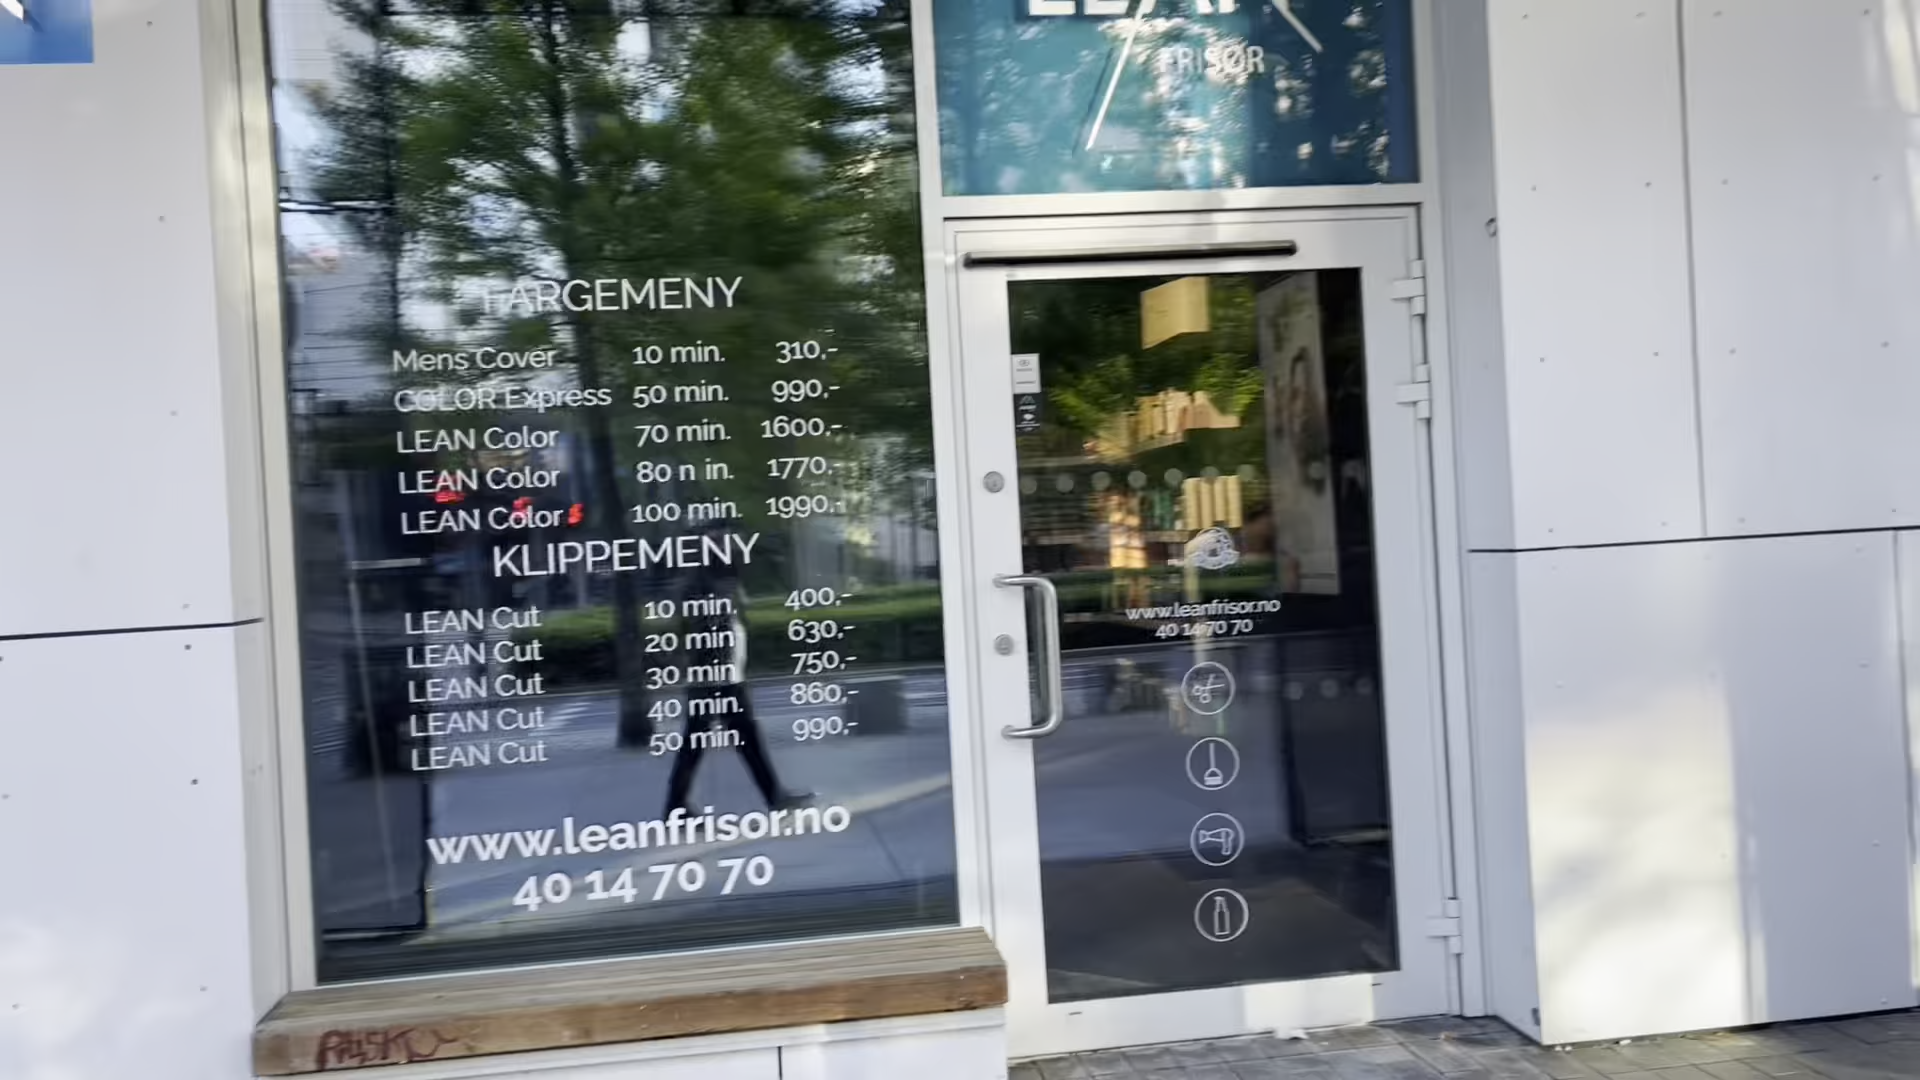 LEAN
FRISØR
FARGEMENY
Mens Cover 10 min. 310,-
COLOR Express 50 min. 990,-
LEAN Color 70 min. 1600,-
LEAN Color 80 min. 1770,-
LEAN Color 100 min. 1990,-
KLIPPEMENY
LEAN Cut 10 min. 400,-
LEAN Cut 20 min 630,-
LEAN Cut 30 min 750,-
LEAN Cut 40 min. 860,-
LEAN Cut 50 min. 990,-
www.leanfrisor.no
40 14 70 70
www.leanfrisor.no
40 14 70 70